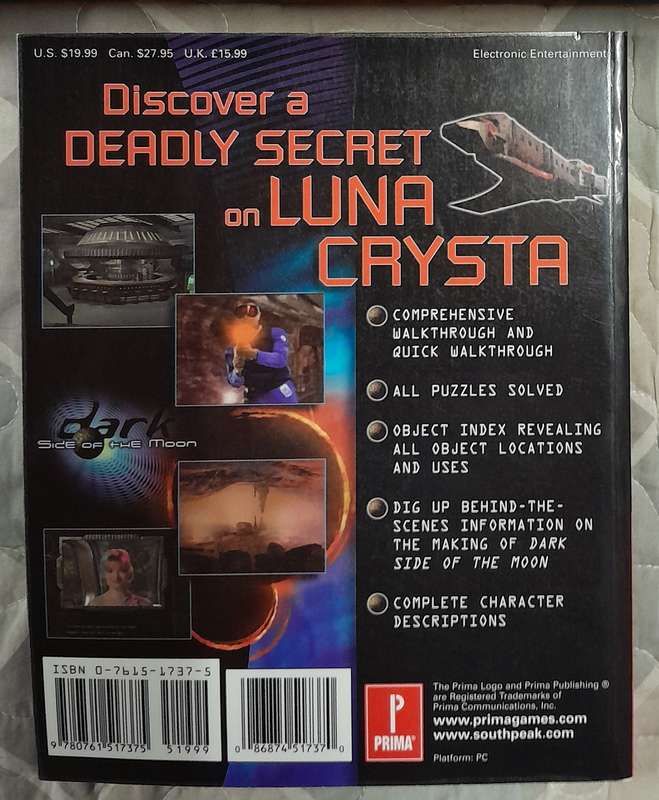 U.S. $19.99 Can. $27.95 U.K. £15.99
Electronic Entertainment
Discover a
DEADLY SECRET
on LUNA
CRYSTA
COMPREHENSIVE
WALKTHROUGH AND
QUICK WALKTHROUGH
ALL PUZZLES SOLVED
OBJECT INDEX REVEALING
ALL OBJECT LOCATIONS
AND USES
DIG UP BEHIND-THE-
SCENES INFORMATION ON
THE MAKING OF DARK
SIDE OF THE MOON
COMPLETE CHARACTER
DESCRIPTIONS
dark
Side of the Moon
ISBN 0-7615-1737-5
9 780761 517375
51999
0 86874 51737 0
P
PRIMA®
The Prima Logo and Prima Publishing ®
are Registered Trademarks of
Prima Communications, Inc.
www.primagames.com
www.southpeak.com
Platform: PC